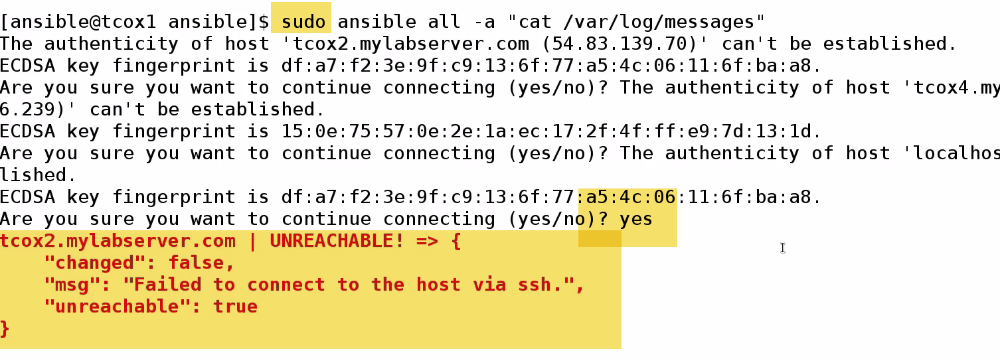 [ansible@tcox1 ansible]$ sudo ansible all -a "cat /var/log/messages"
The authenticity of host 'tcox2.mylabserver.com (54.83.139.70)' can't be established.
ECDSA key fingerprint is df:a7:f2:3e:9f:c9:13:6f:77:a5:4c:06:11:6f:ba:a8.
Are you sure you want to continue connecting (yes/no)? The authenticity of host 'tcox4.my
6.239)' can't be established.
ECDSA key fingerprint is 15:0e:75:57:0e:2e:1a:ec:17:2f:4f:ff:e9:7d:13:1d.
Are you sure you want to continue connecting (yes/no)? The authenticity of host 'localhos
lished.
ECDSA key fingerprint is df:a7:f2:3e:9f:c9:13:6f:77:a5:4c:06:11:6f:ba:a8.
Are you sure you want to continue connecting (yes/no)? yes
tcox2.mylabserver.com | UNREACHABLE! => {
    "changed": false,
    "msg": "Failed to connect to the host via ssh.",
    "unreachable": true
}